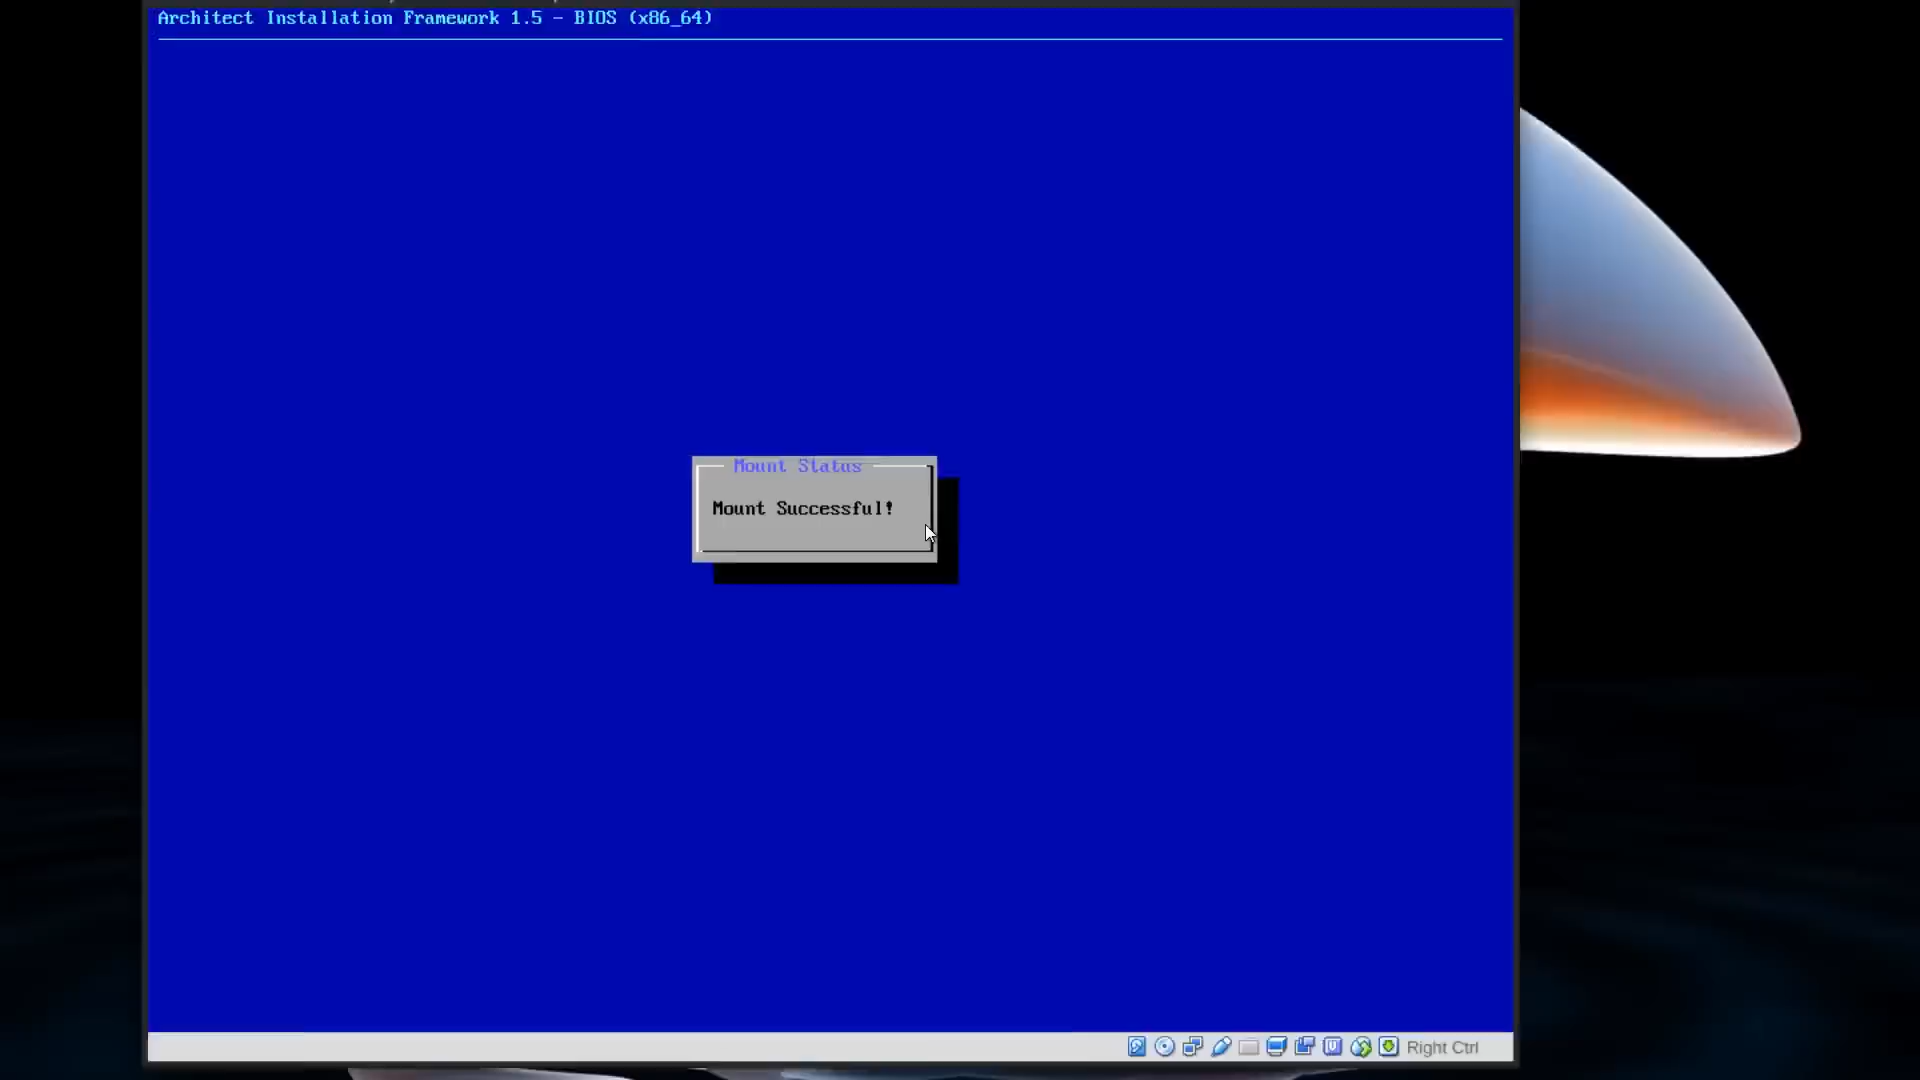 Architect Installation Framework 1.5 - BIOS (x86_64)
Mount Status
Mount Successful!
Right Ctrl